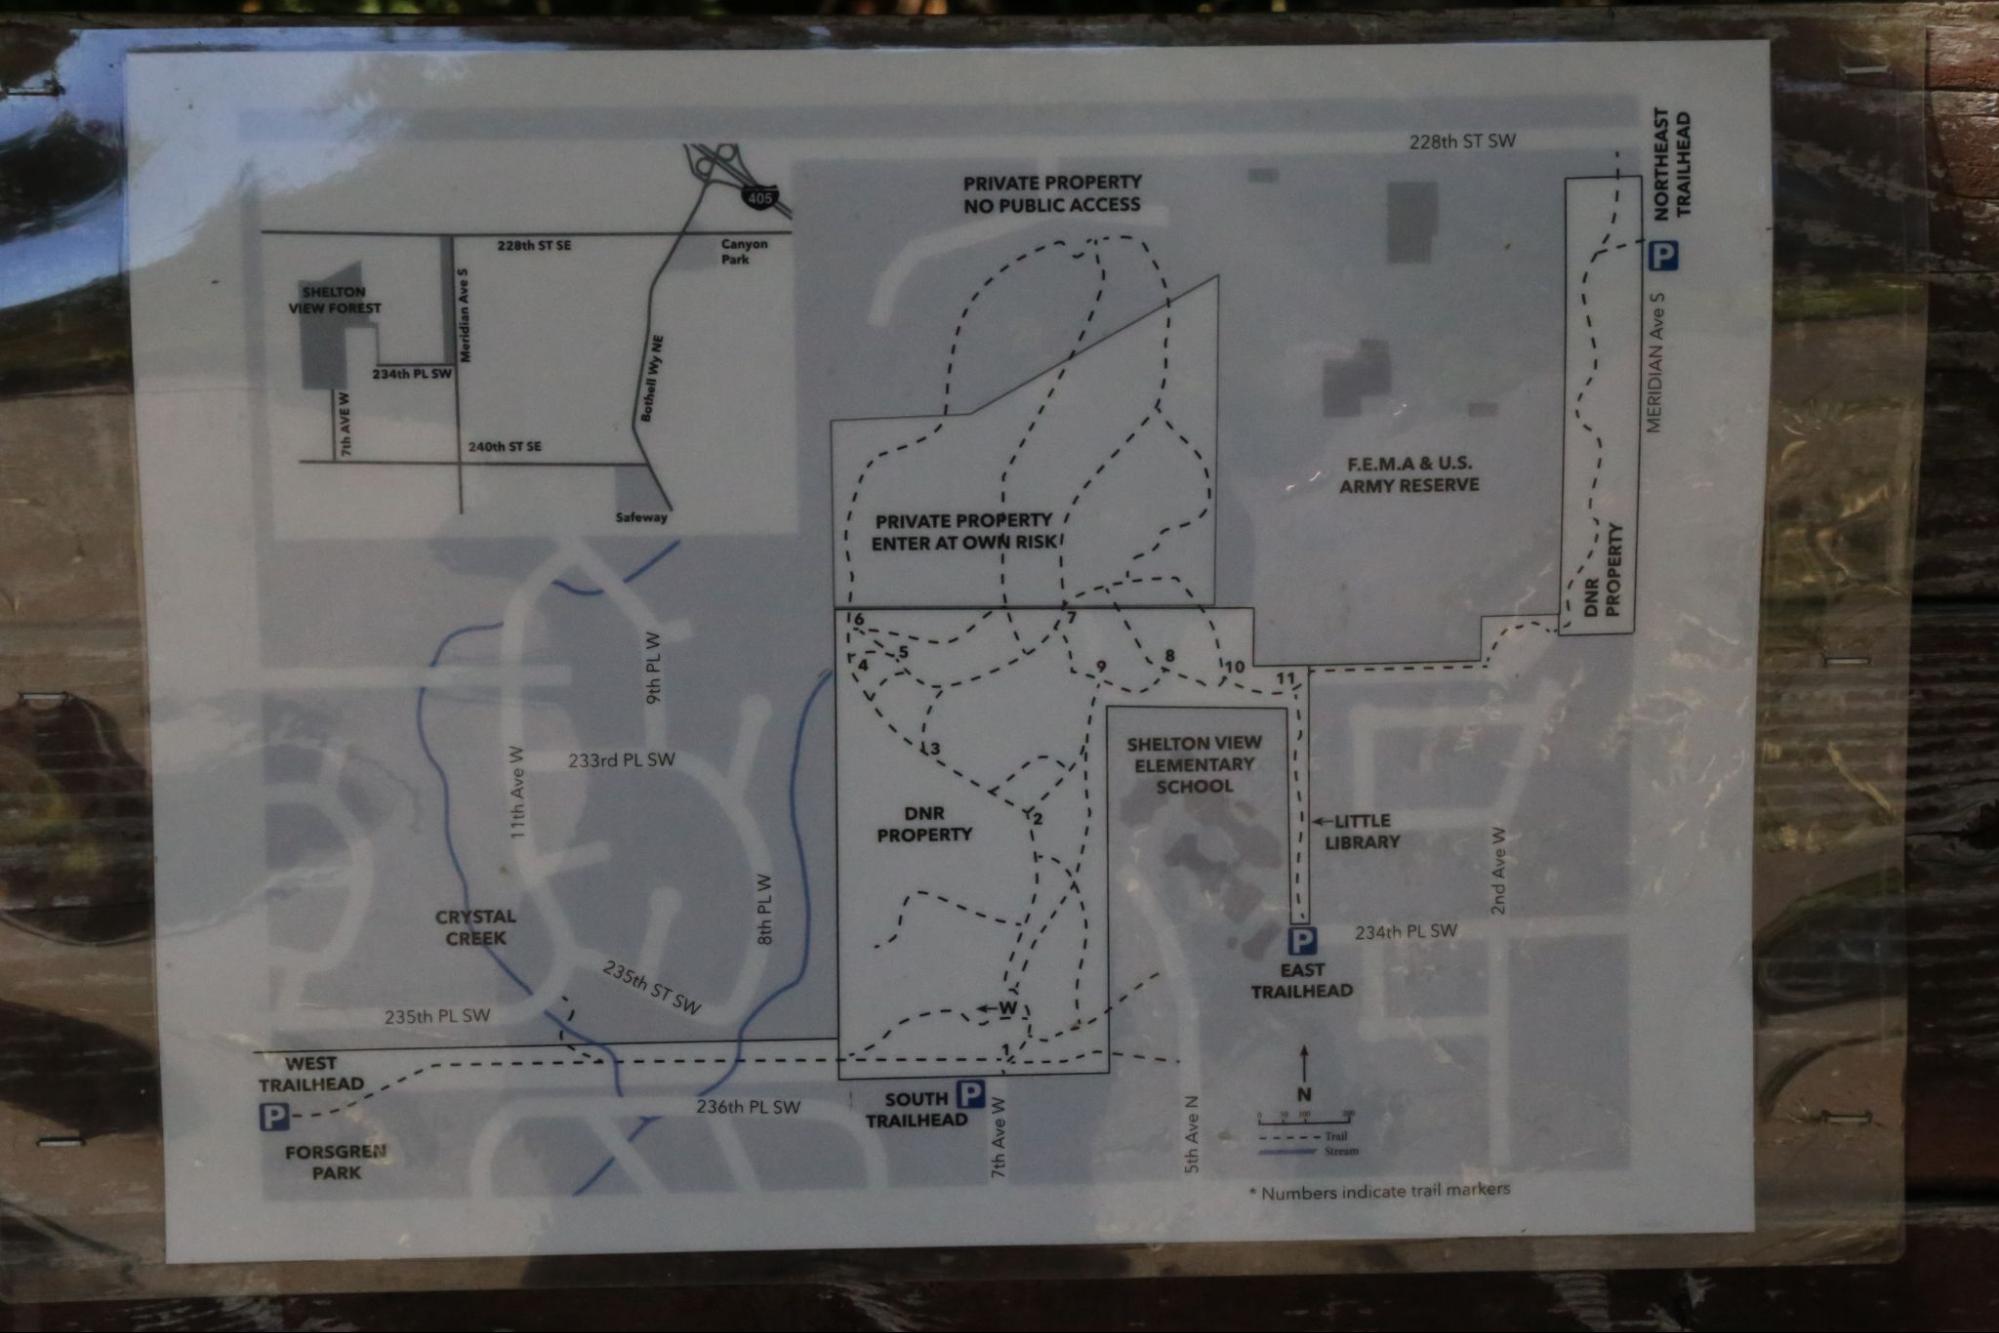 228th ST SW
NORTHEAST
TRAILHEAD
P
MERIDIAN Ave S
PRIVATE PROPERTY
NO PUBLIC ACCESS
405
228th ST SE
Canyon
Park
SHELTON
VIEW FOREST
Meridian Ave S
234th PL SW
Bothell Wy NE
7th AVE W
240th ST SE
Safeway
F.E.M.A & U.S.
ARMY RESERVE
PRIVATE PROPERTY
ENTER AT OWN RISK
DNR
PROPERTY
6
7
5
4
9
8
10
11
3
2
9th PL W
233rd PL SW
11th Ave W
SHELTON VIEW
ELEMENTARY
SCHOOL
DNR
PROPERTY
LITTLE
LIBRARY
2nd Ave W
8th PL W
CRYSTAL
CREEK
235th ST SW
234th PL SW
P
EAST
TRAILHEAD
235th PL SW
W
1
WEST
TRAILHEAD
P
FORSGREN
PARK
236th PL SW
SOUTH
TRAILHEAD
P
7th Ave W
5th Ave N
N
0 50 100 200
Trail
Stream
* Numbers indicate trail markers